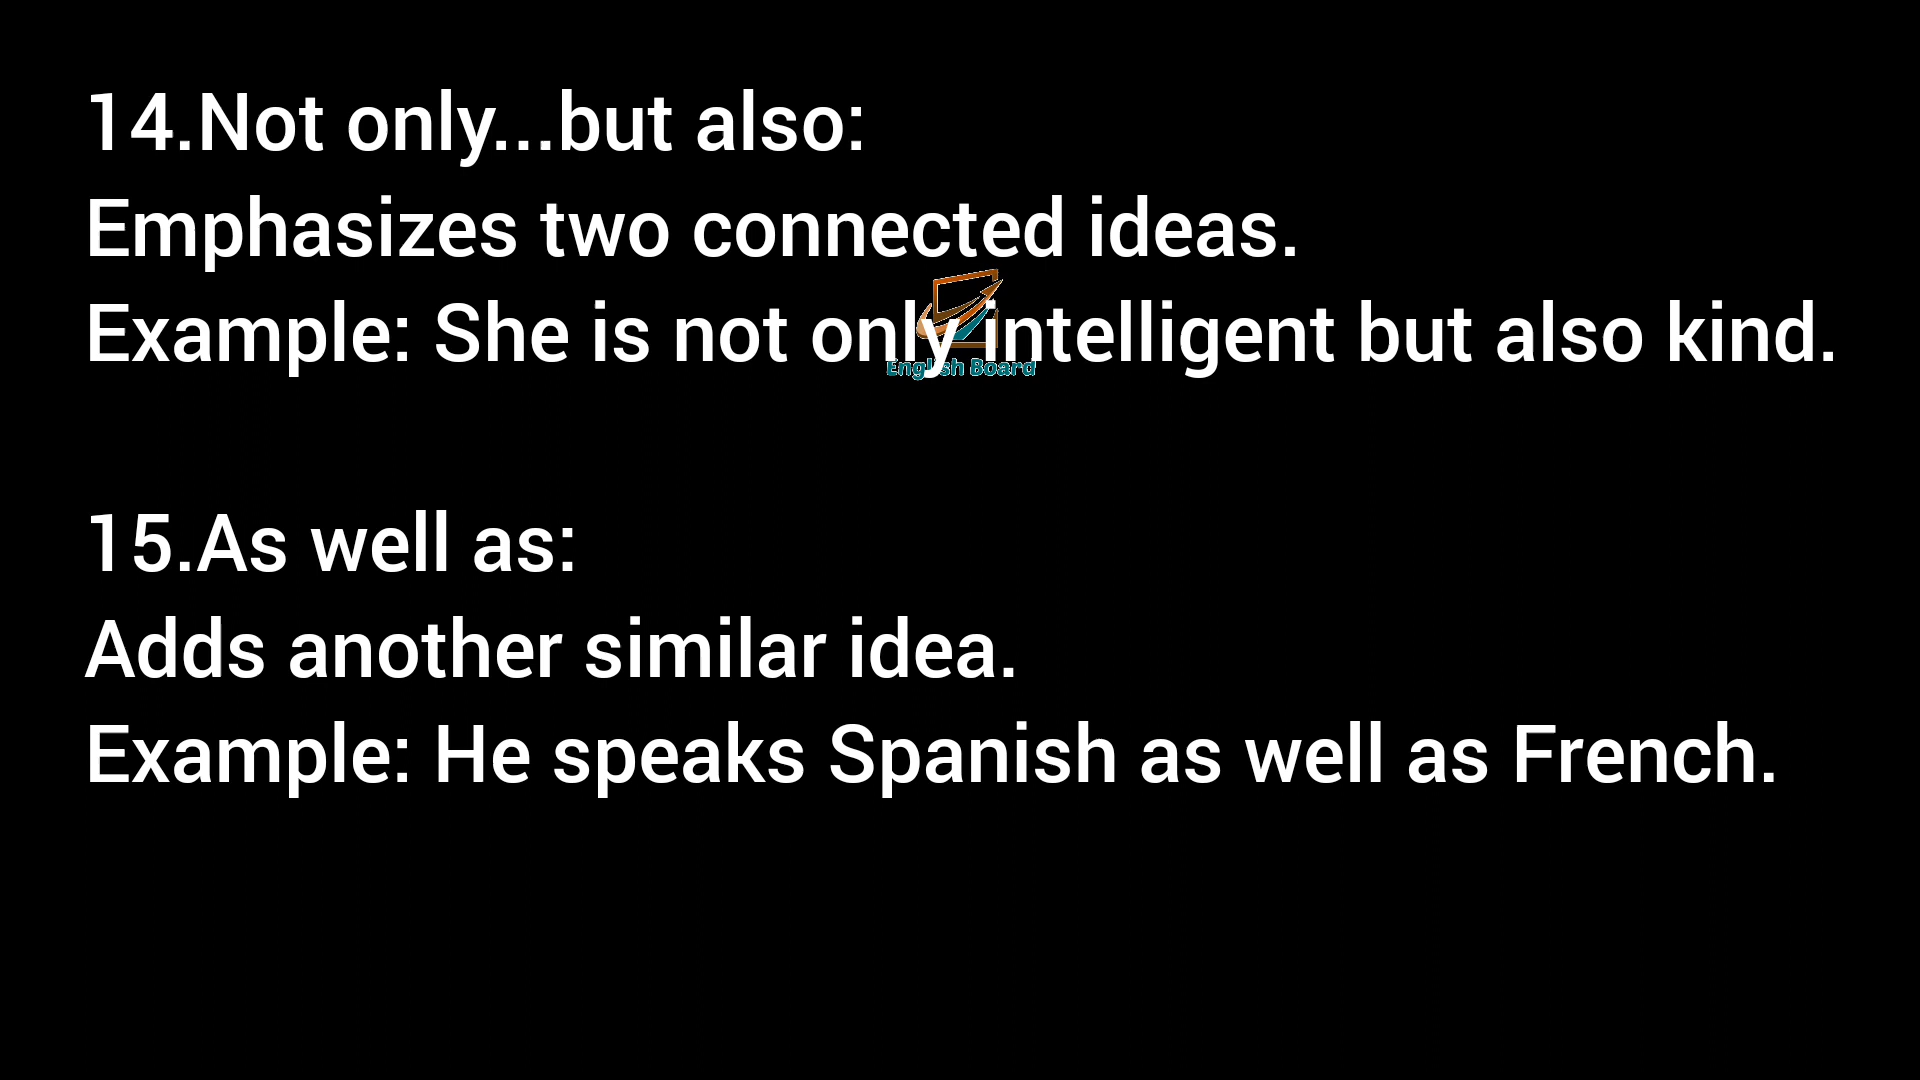 14.Not only...but also:
Emphasizes two connected ideas.
Example: She is not only intelligent but also kind.
English Board
15.As well as:
Adds another similar idea.
Example: He speaks Spanish as well as French.